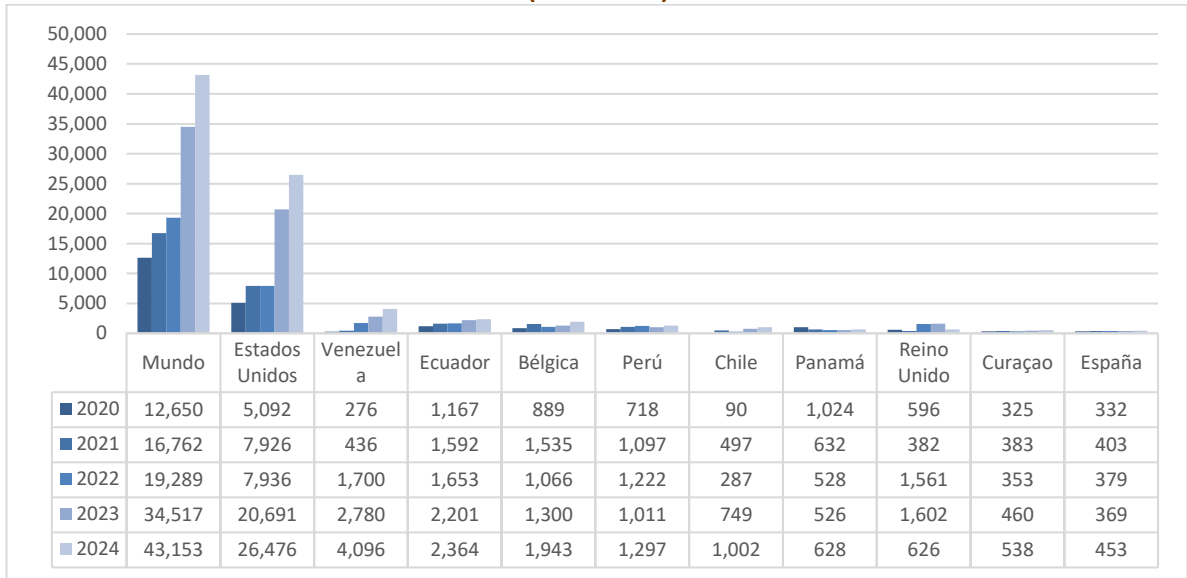 50,000
45,000
40,000
35,000
30,000
25,000
20,000
15,000
10,000
5,000
0
Mundo Estados Unidos Venezuel a Ecuador Bélgica Perú Chile Panamá Reino Unido Curaçao España
2020 12,650 5,092 276 1,167 889 718 90 1,024 596 325 332
2021 16,762 7,926 436 1,592 1,535 1,097 497 632 382 383 403
2022 19,289 7,936 1,700 1,653 1,066 1,222 287 528 1,561 353 379
2023 34,517 20,691 2,780 2,201 1,300 1,011 749 526 1,602 460 369
2024 43,153 26,476 4,096 2,364 1,943 1,297 1,002 628 626 538 453